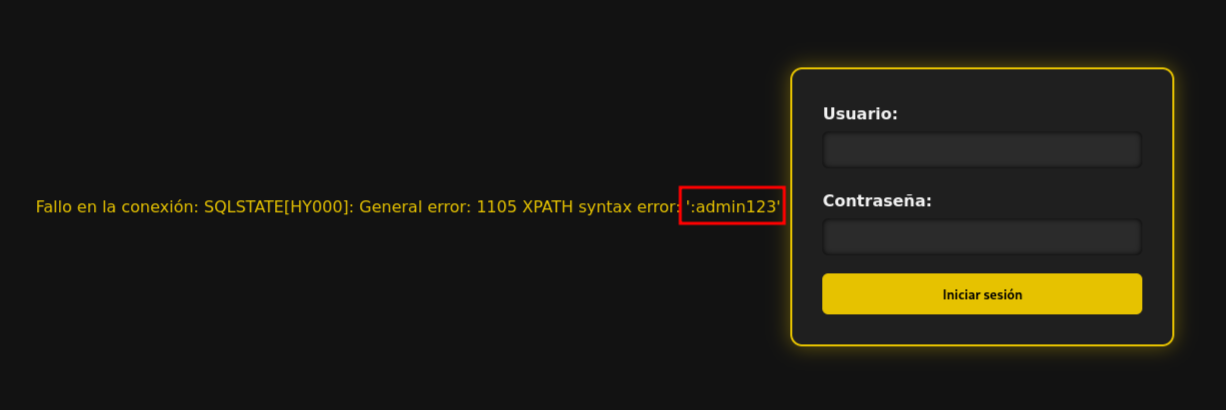 Usuario:
Contraseña:
Fallo en la conexión: SQLSTATE[HY000]: General error: 1105 XPATH syntax error: ':admin123'
Iniciar sesión